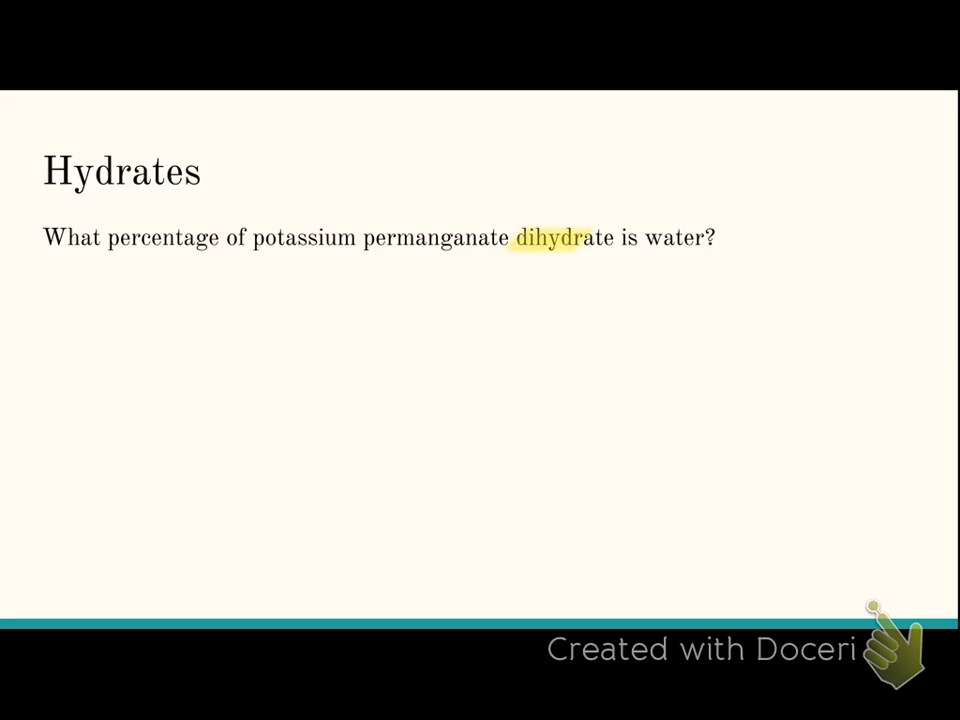 Hydrates
What percentage of potassium permanganate dihydrate is water?
Created with Doceri